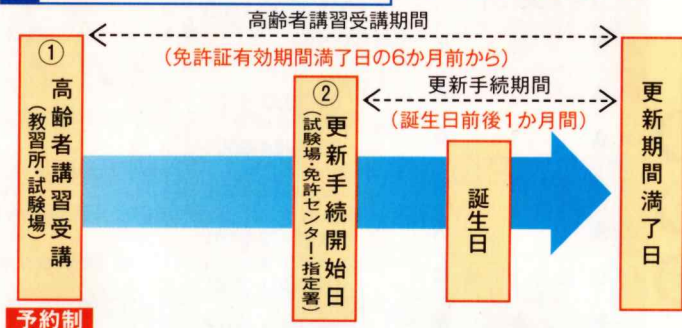 高齢者講習受講期間
(免許証有効期間満了日の6か月前から)
①
高齢者講習受講
(教習所・試験場)
②
更新手続開始日
(試験場・免許センター・指定署)
更新手続期間
(誕生日前後1か月間)
誕生日
更新期間満了日
予約制